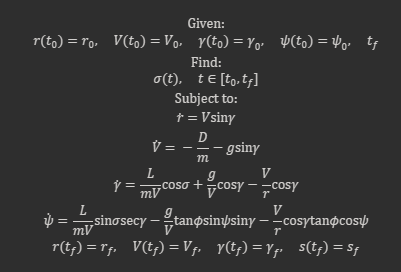 Given:
r(t₀) = r₀,   V(t₀) = V₀,   γ(t₀) = γ₀,   ψ(t₀) = ψ₀,   t_f
Find:
σ(t),   t ∈ [t₀, t_f]
Subject to:
ṙ = Vsinγ
V̇ = − D/m − gsinγ
γ̇ = L/mV cosσ + g/V cosγ − V/r cosγ
ψ̇ = L/mV sinσsecγ − g/V tanϕsinψsinγ − V/r cosγtanϕcosψ
r(t_f) = r_f,   V(t_f) = V_f,   γ(t_f) = γ_f,   s(t_f) = s_f